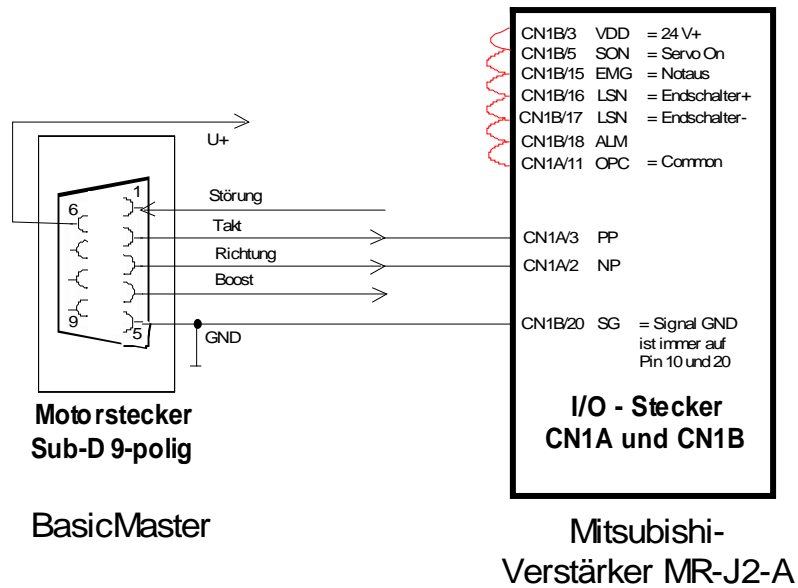 CN1B/3 VDD = 24 V+
CN1B/5 SON = Servo On
CN1B/15 EMG = Notaus
CN1B/16 LSN = Endschalter+
CN1B/17 LSN = Endschalter-
CN1B/18 ALM
CN1A/11 OPC = Common
U+
1
6
9
5
Störung
Takt
Richtung
Boost
GND
CN1A/3 PP
CN1A/2 NP
CN1B/20 SG = Signal GND
ist immer auf
Pin 10 und 20
I/O - Stecker
CN1A und CN1B
Motorstecker
Sub-D 9-polig
BasicMaster
Mitsubishi-
Verstärker MR-J2-A